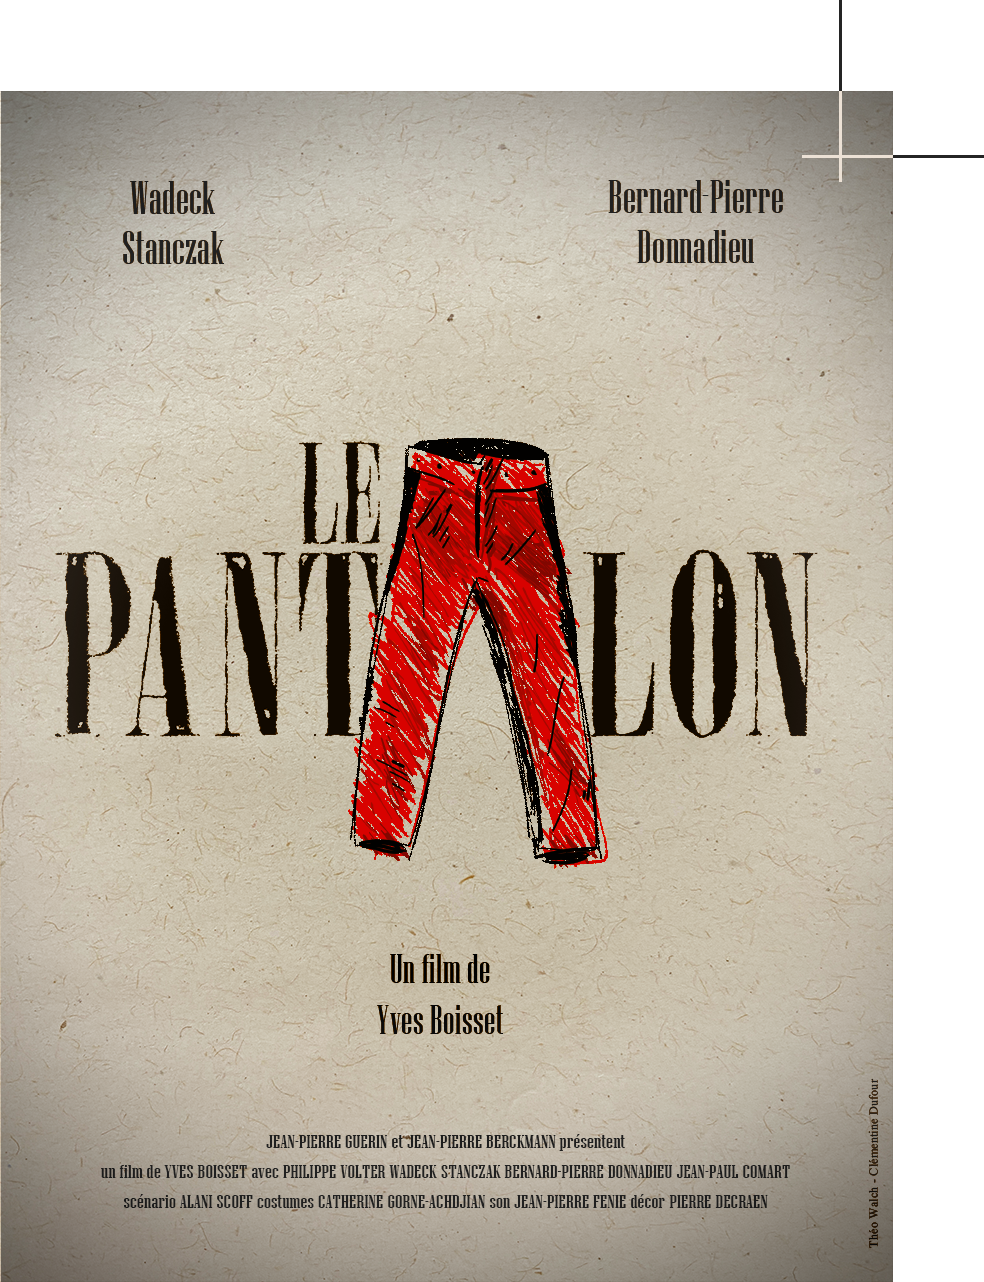 Wadeck
Stanczak
Bernard-Pierre
Donnadieu
LE
PANTALON
Un film de
Yves Boisset
JEAN-PIERRE GUERIN et JEAN-PIERRE BERCKMANN présentent
un film de YVES BOISSET avec PHILIPPE VOLTER WADECK STANCZAK BERNARD-PIERRE DONNADIEU JEAN-PAUL COMART
scénario ALANI SCOFF costumes CATHERINE GORNE-ACHDJIAN son JEAN-PIERRE FENIE décor PIERRE DECRAEN
Théo Walch - Clémentine Dufour